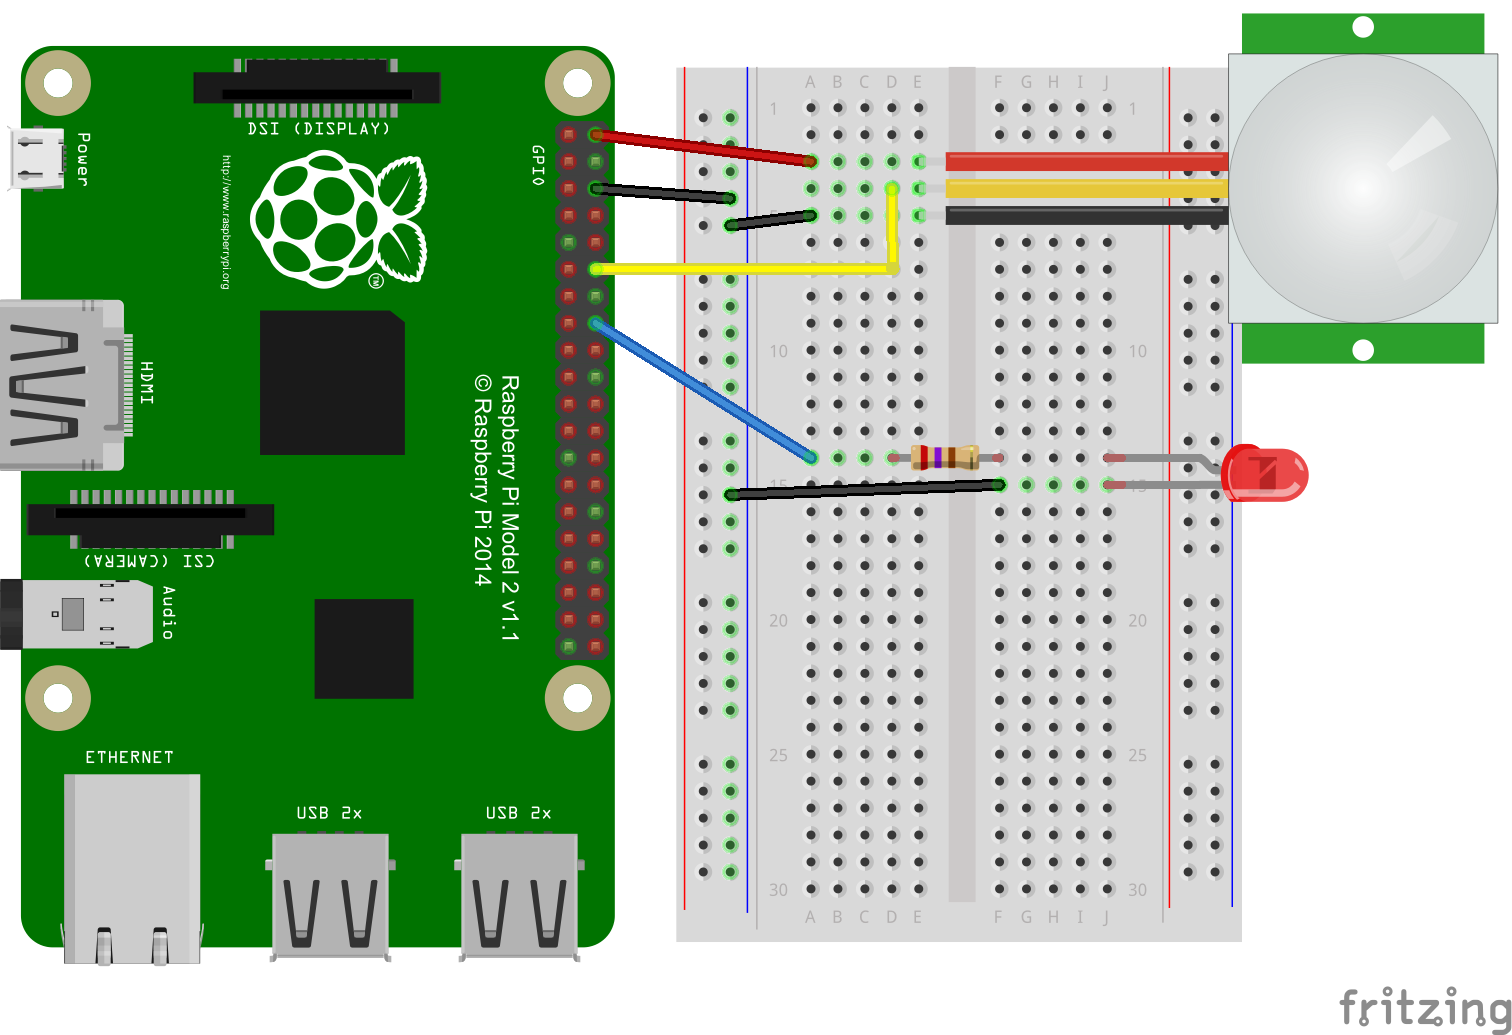 DSI (DISPLAY)
Power
GPIO
http://www.raspberrypi.org
TM
HDMI
Raspberry Pi Model 2 v1.1
© Raspberry Pi 2014
CSI (CAMERA)
Audio
ETHERNET
USB 2x
USB 2x
A B C D E F G H I J
1 1
10 10
15
15
20 20
25 25
30 30
A B C D E F G H I J
fritzing